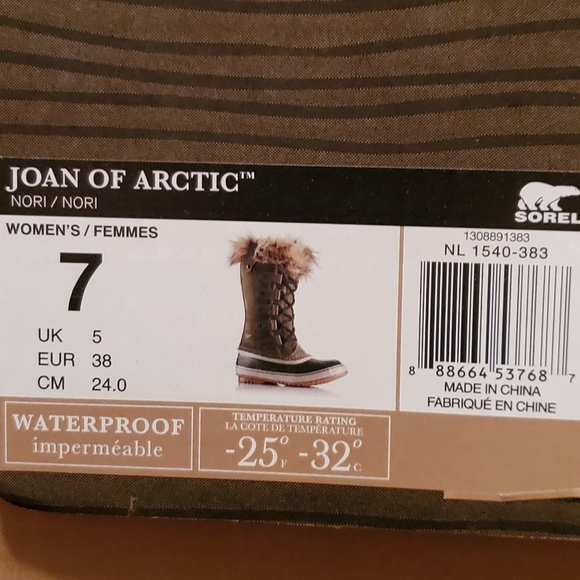 JOAN OF ARCTIC™
NORI / NORI
SOREL
WOMEN'S / FEMMES
7
UK 5
EUR 38
CM 24.0
1308891383
NL 1540-383
8 88664 53768 7
MADE IN CHINA
FABRIQUÉ EN CHINE
WATERPROOF
imperméable
TEMPERATURE RATING
LA COTE DE TEMPÉRATURE
-25°F -32°C